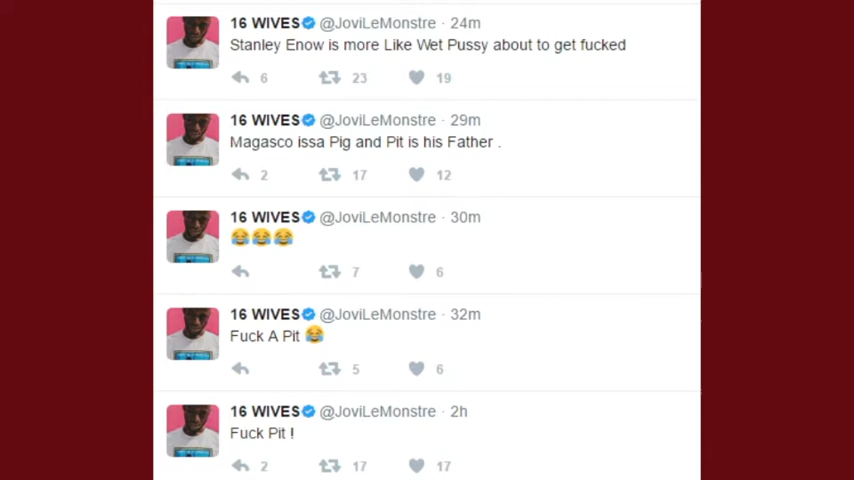 16 WIVES @JoviLeMonstre · 24m
Stanley Enow is more Like Wet Pussy about to get fucked
6 23 19
16 WIVES @JoviLeMonstre · 29m
Magasco issa Pig and Pit is his Father .
2 17 12
16 WIVES @JoviLeMonstre · 30m
😂😂😂
7 6
16 WIVES @JoviLeMonstre · 32m
Fuck A Pit 😂
5 6
16 WIVES @JoviLeMonstre · 2h
Fuck Pit !
2 17 17